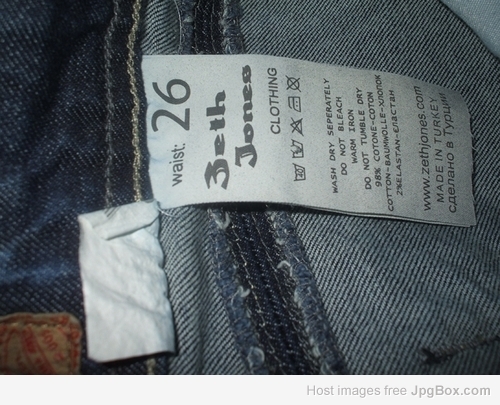 waist: 26
Zeth
Jones
CLOTHING
WASH DRY SEPERATELY
DO NOT BLEACH
WARM IRON
DO NOT TUMBLE DRY
98% COTONE-COTON
COTTON-BAUMWOLLE-ХЛОПОК
2%ELASTAN-ЕЛАСТАН
www.zethjones.com
MADE IN TURKEY
сделано в Турции
Host images free JpgBox.com